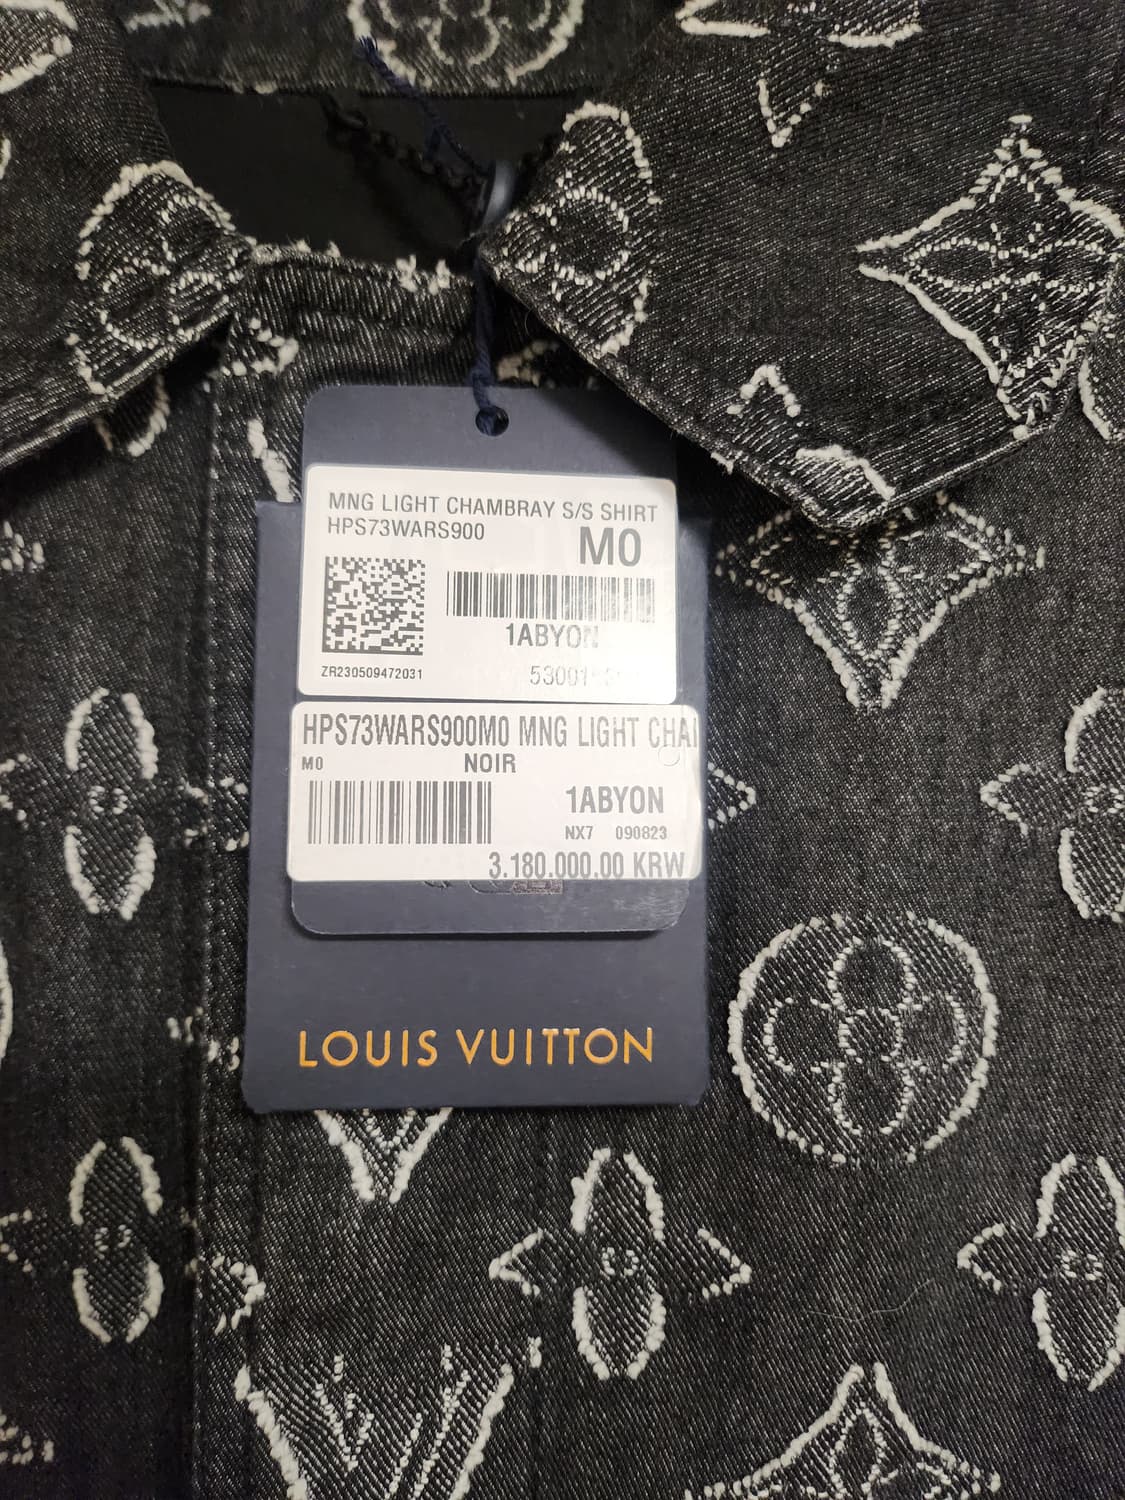 MNG LIGHT CHAMBRAY S/S SHIRT
HPS73WARS900
M0
1ABYON
ZR230509472031
HPS73WARS900M0 MNG LIGHT CHA
M0 NOIR
1ABYON
NX7 090823
3.180.000.00 KRW
LOUIS VUITTON